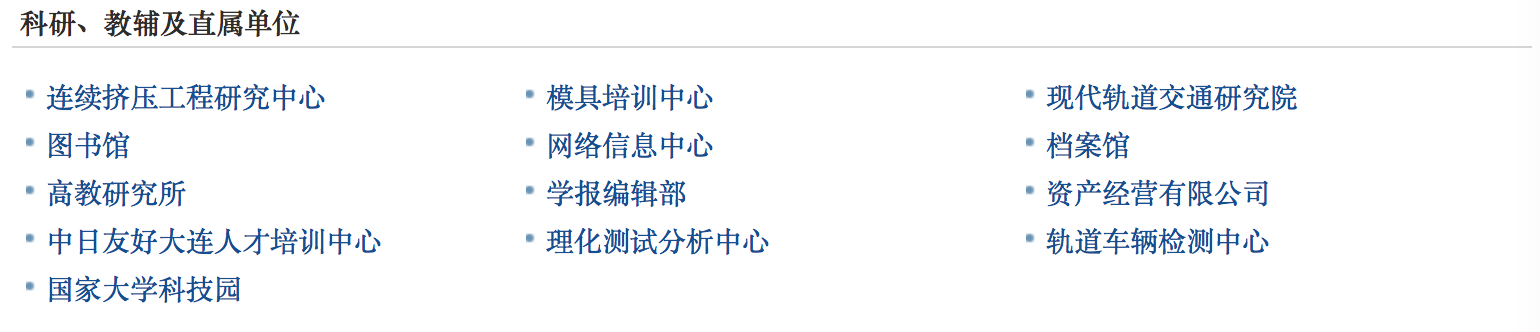 科研、教辅及直属单位
连续挤压工程研究中心
模具培训中心
现代轨道交通研究院
图书馆
网络信息中心
档案馆
高教研究所
学报编辑部
资产经营有限公司
中日友好大连人才培训中心
理化测试分析中心
轨道车辆检测中心
国家大学科技园